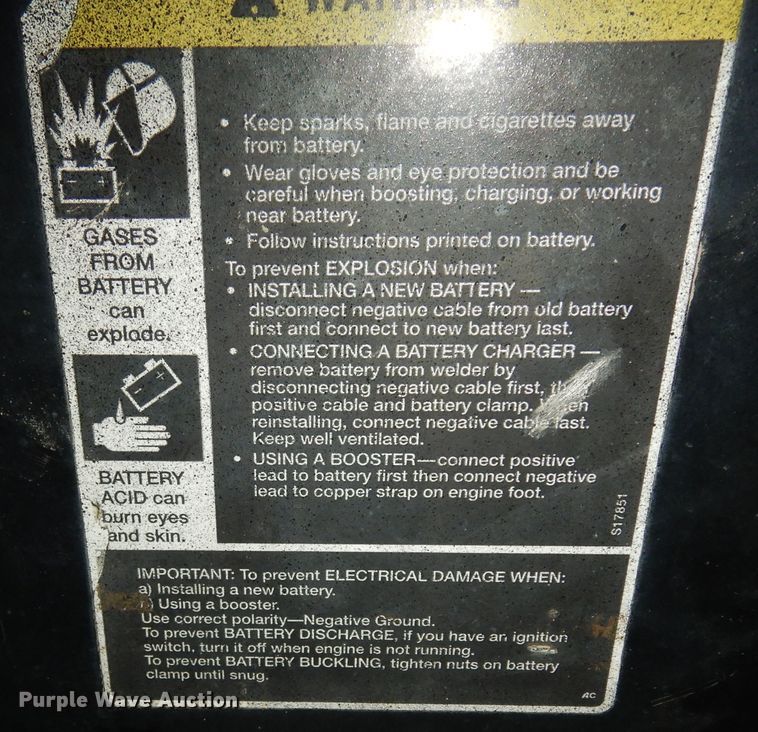 WARNING
• Keep sparks, flame and cigarettes away
from battery.
• Wear gloves and eye protection and be
careful when boosting, charging, or working
near battery.
• Follow instructions printed on battery.
GASES
FROM
BATTERY
can
explode.
To prevent EXPLOSION when:
• INSTALLING A NEW BATTERY —
disconnect negative cable from old battery
first and connect to new battery last.
• CONNECTING A BATTERY CHARGER —
remove battery from welder by
disconnecting negative cable first,
positive cable and battery clamp.
reinstalling, connect negative cable last.
Keep well ventilated.
• USING A BOOSTER—connect positive
lead to battery first then connect negative
lead to copper strap on engine foot.
BATTERY
ACID can
burn eyes
and skin.
S17851
IMPORTANT: To prevent ELECTRICAL DAMAGE WHEN:
a) Installing a new battery.
) Using a booster.
Use correct polarity—Negative Ground.
To prevent BATTERY DISCHARGE, if you have an ignition
switch, turn it off when engine is not running.
To prevent BATTERY BUCKLING, tighten nuts on battery
clamp until snug.
AC
Purple Wave Auction